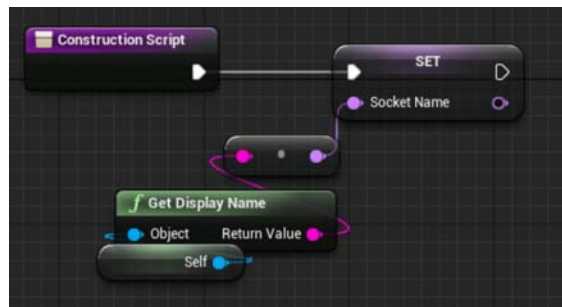 Construction Script
SET
Socket Name
f Get Display Name
Object Return Value
Self